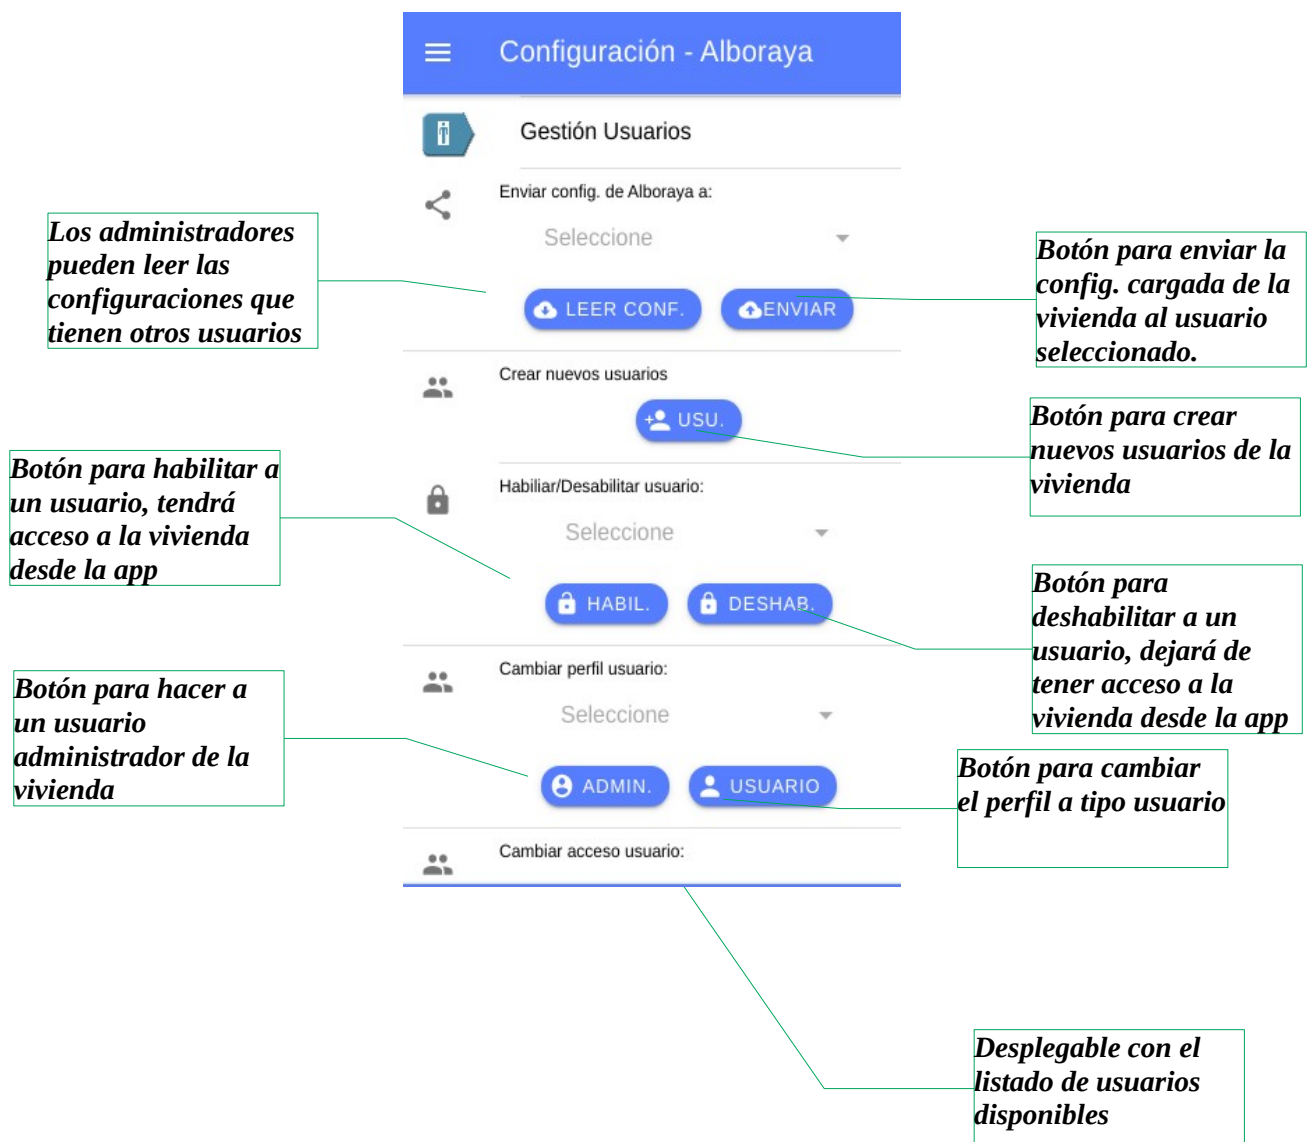 Configuración - Alboraya
Gestión Usuarios
Enviar config. de Alboraya a:
Seleccione
LEER CONF.
ENVIAR
Los administradores
pueden leer las
configuraciones que
tienen otros usuarios
Botón para enviar la
config. cargada de la
vivienda al usuario
seleccionado.
Crear nuevos usuarios
USU.
Botón para crear
nuevos usuarios de la
vivienda
Botón para habilitar a
un usuario, tendrá
acceso a la vivienda
desde la app
Habiliar/Desabilitar usuario:
Seleccione
HABIL.
DESHAB.
Botón para
deshabilitar a un
usuario, dejará de
tener acceso a la
vivienda desde la app
Botón para hacer a
un usuario
administrador de la
vivienda
Cambiar perfil usuario:
Seleccione
ADMIN.
USUARIO
Botón para cambiar
el perfil a tipo usuario
Cambiar acceso usuario:
Desplegable con el
listado de usuarios
disponibles